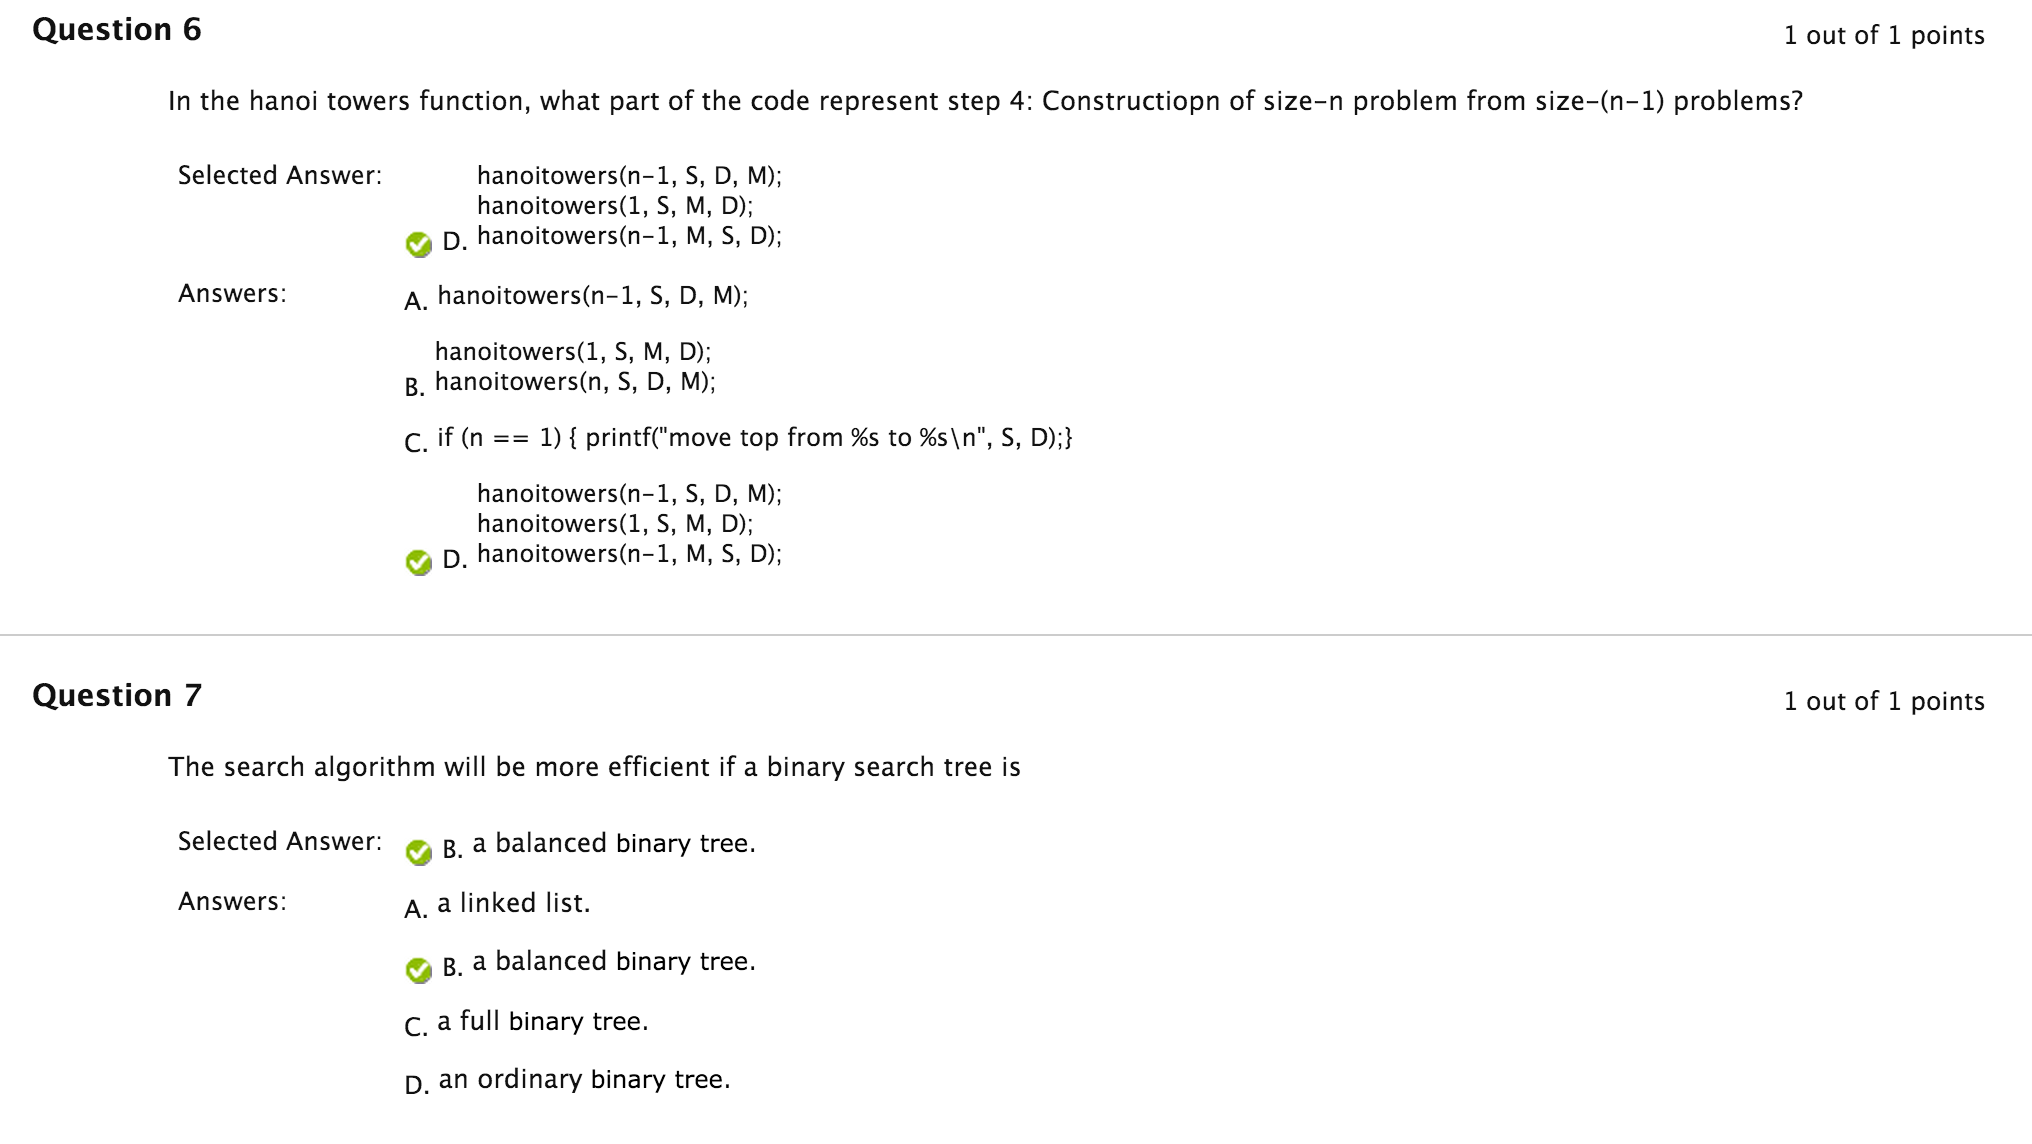 Question 6
1 out of 1 points
In the hanoi towers function, what part of the code represent step 4: Constructiopn of size-n problem from size-(n-1) problems?
Selected Answer:
hanoitowers(n-1, S, D, M);
hanoitowers(1, S, M, D);
D. hanoitowers(n-1, M, S, D);
Answers:
A. hanoitowers(n-1, S, D, M);
hanoitowers(1, S, M, D);
B. hanoitowers(n, S, D, M);
C. if (n == 1) { printf("move top from %s to %s\n", S, D);}
hanoitowers(n-1, S, D, M);
hanoitowers(1, S, M, D);
D. hanoitowers(n-1, M, S, D);
Question 7
1 out of 1 points
The search algorithm will be more efficient if a binary search tree is
Selected Answer: B. a balanced binary tree.
Answers: A. a linked list.
B. a balanced binary tree.
C. a full binary tree.
D. an ordinary binary tree.